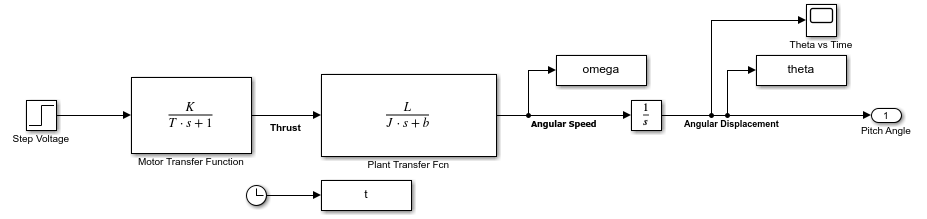 Theta vs Time
omega
theta
K
T · s + 1
L
J · s + b
1
s
1
Thrust
Angular Speed
Angular Displacement
Step Voltage
Pitch Angle
Motor Transfer Function
Plant Transfer Fcn
t